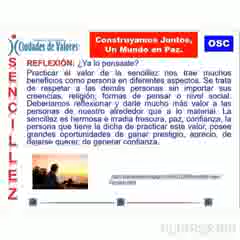 Ciudades de Valores
Construyamos Juntos,
Un Mundo en Paz.
OSC
SENCILLEZ
REFLEXIÓN: ¿Ya lo pensaste?
Practicar el valor de la sencillez nos trae muchos
beneficios como persona en diferentes aspectos. Se trata
de respetar a las demás personas sin importar sus
creencias, religión, formas de pensar o nivel social.
Deberíamos reflexionar y darle mucho más valor a las
personas de nuestro alrededor que a lo material. La
sencillez es hermosa e irradia frescura, paz, confianza, la
persona que tiene la dicha de practicar este valor, posee
grandes oportunidades de ganar prestigio, aprecio, de
dejarse querer, de generar confianza.